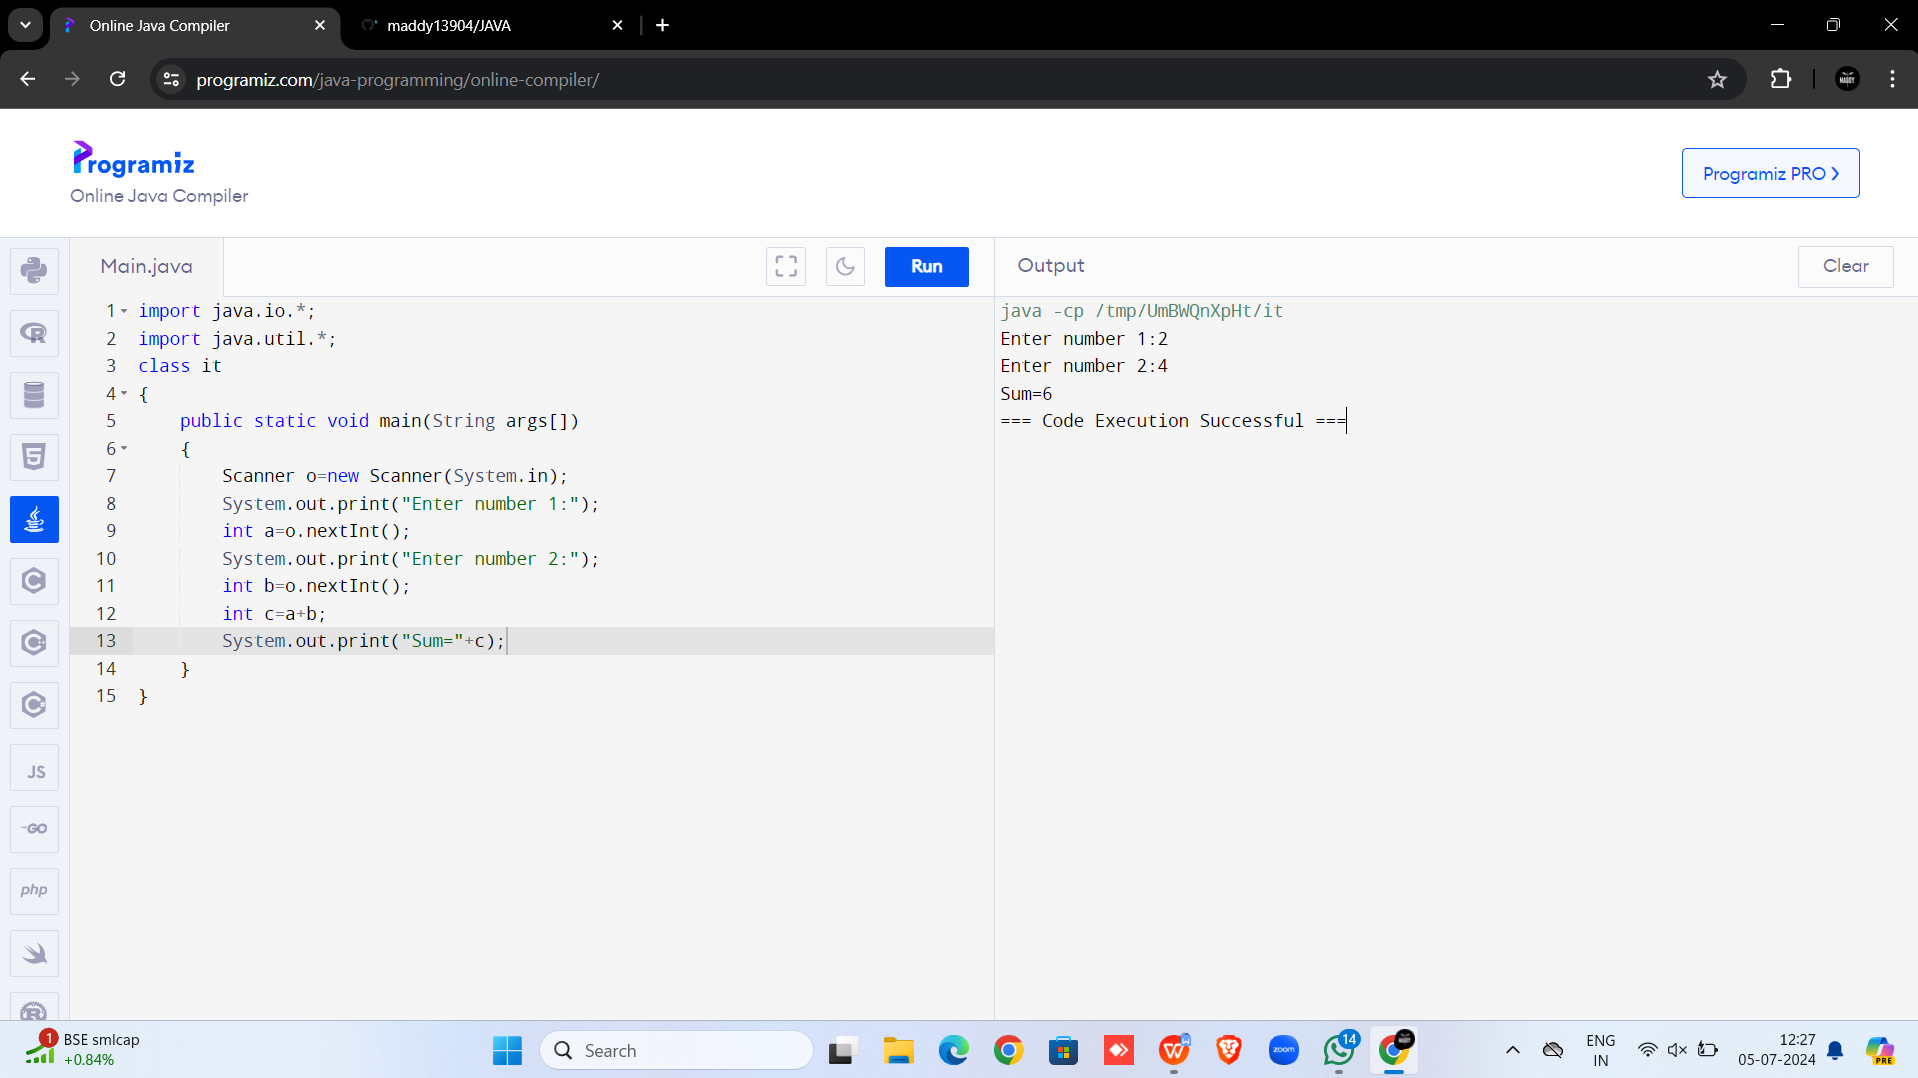 Online Java Compiler
maddy13904/JAVA
programiz.com/java-programming/online-compiler/
Programiz
Online Java Compiler
Programiz PRO
Main.java
Run
Output
Clear
1 import java.io.*;
2 import java.util.*;
3 class it
4 {
5 public static void main(String args[])
6 {
7 Scanner o=new Scanner(System.in);
8 System.out.print("Enter number 1:");
9 int a=o.nextInt();
10 System.out.print("Enter number 2:");
11 int b=o.nextInt();
12 int c=a+b;
13 System.out.print("Sum="+c);
14 }
15 }
java -cp /tmp/UmBWQnXpHt/it
Enter number 1:2
Enter number 2:4
Sum=6
=== Code Execution Successful ===
R
5
C
C
C
JS
GO
php
R
1
BSE smlcap
+0.84%
Search
W
zoom
14
ENG
IN
12:27
05-07-2024
PRE